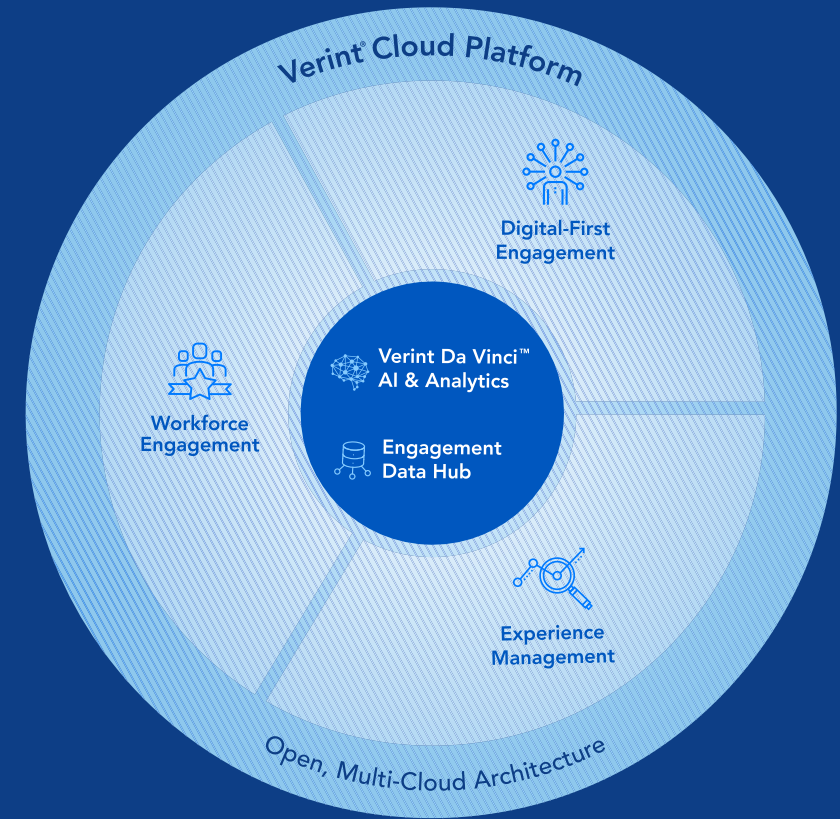 Verint® Cloud Platform
Digital-First
Engagement
Workforce
Engagement
Verint Da Vinci™
AI & Analytics
Engagement
Data Hub
Experience
Management
Open, Multi-Cloud Architecture